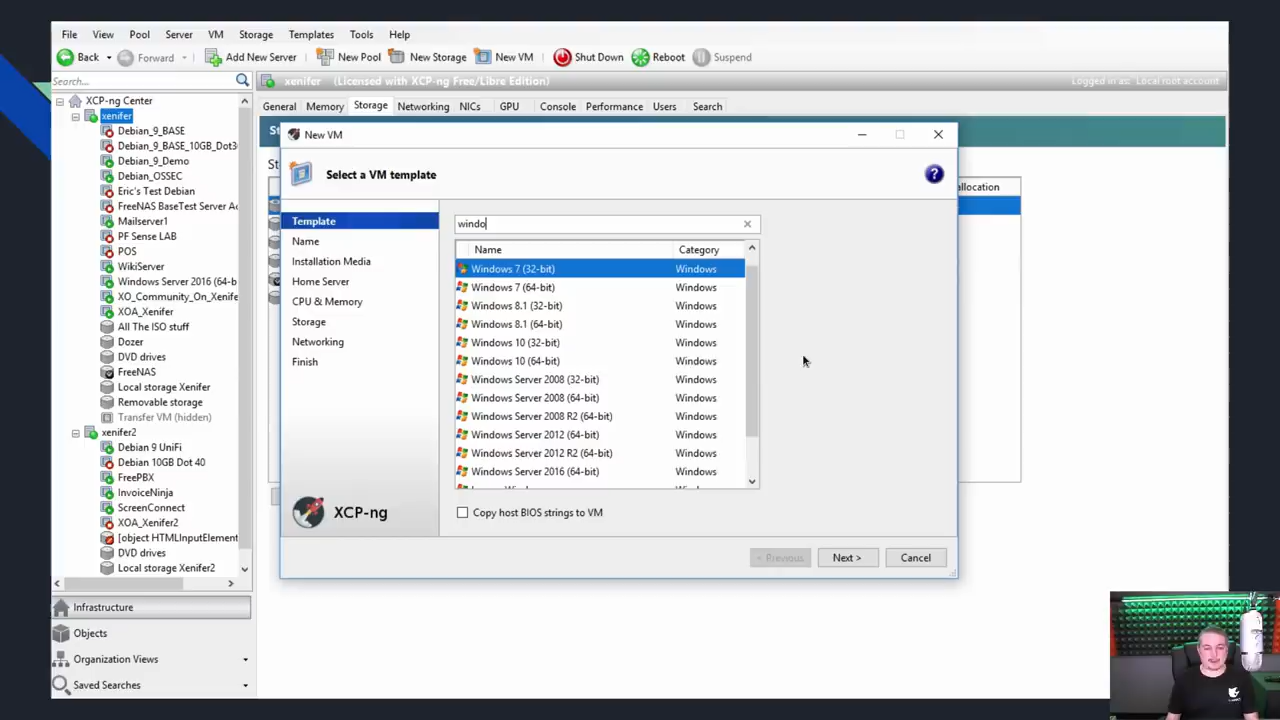 File View Pool Server VM Storage Templates Tools Help
Back Forward Add New Server New Pool New Storage New VM Shut Down Reboot Suspend
Search...
xenifer (Licensed with XCP-ng Free/Libre Edition) Logged in as: Local root account
XCP-ng Center
xenifer
Debian_9_BASE
Debian_9_BASE_10GB_Dot3
Debian_9_Demo
Debian_OSSEC
Eric's Test Debian
FreeNAS BaseTest Server Ac
Mailserver1
PF Sense LAB
POS
WikiServer
Windows Server 2016 (64-b
XO_Community_On_Xenife
XOA_Xenifer
All The ISO stuff
Dozer
DVD drives
FreeNAS
Local storage Xenifer
Removable storage
Transfer VM (hidden)
xenifer2
Debian 9 UniFi
Debian 10GB Dot 40
FreePBX
InvoiceNinja
ScreenConnect
XOA_Xenifer2
[object HTMLInputElement
DVD drives
Local storage Xenifer2
Infrastructure
Objects
Organization Views
Saved Searches
General Memory Storage Networking NICs GPU Console Performance Users Search
St
St
allocation
New VM
Select a VM template
?
Template
Name
Installation Media
Home Server
CPU & Memory
Storage
Networking
Finish
XCP-ng
windo
Name Category
Windows 7 (32-bit) Windows
Windows 7 (64-bit) Windows
Windows 8.1 (32-bit) Windows
Windows 8.1 (64-bit) Windows
Windows 10 (32-bit) Windows
Windows 10 (64-bit) Windows
Windows Server 2008 (32-bit) Windows
Windows Server 2008 (64-bit) Windows
Windows Server 2008 R2 (64-bit) Windows
Windows Server 2012 (64-bit) Windows
Windows Server 2012 R2 (64-bit) Windows
Windows Server 2016 (64-bit) Windows
Copy host BIOS strings to VM
< Previous Next > Cancel